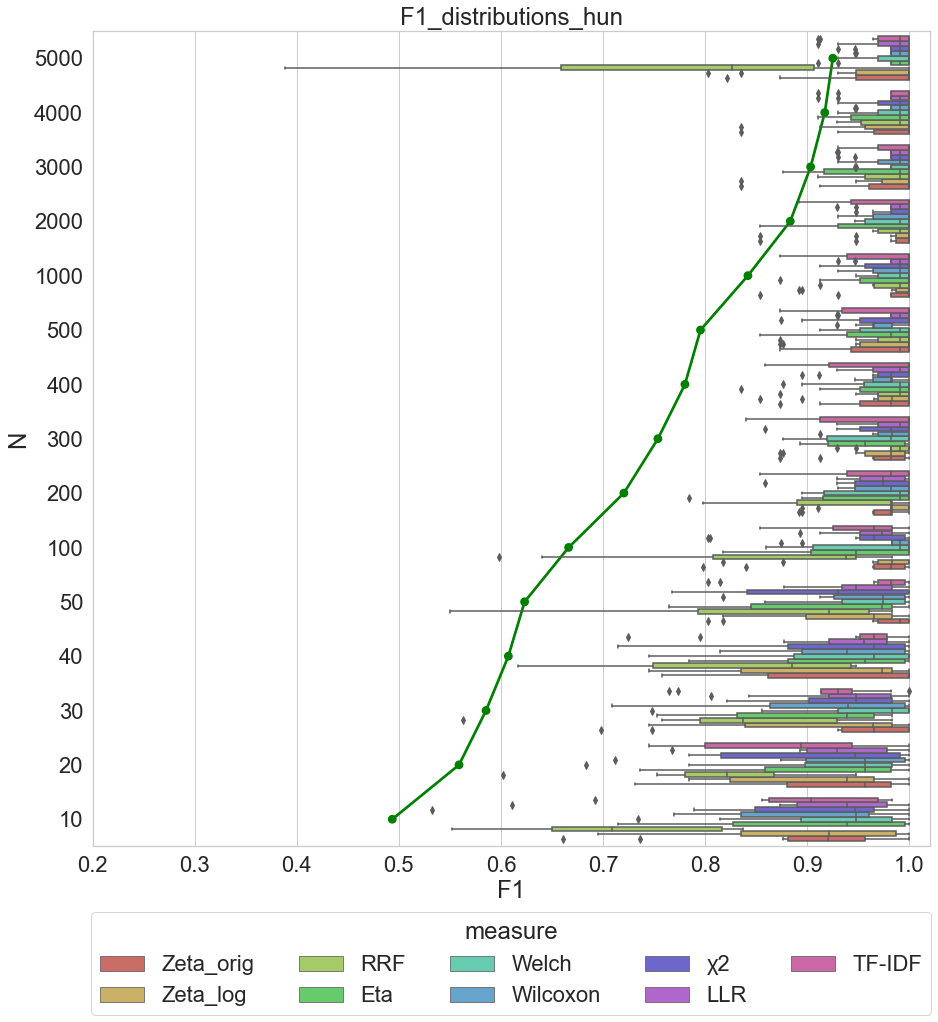 F1_distributions_hun
5000
4000
3000
2000
1000
500
400
300
200
100
50
40
30
20
10
N
0.2 0.3 0.4 0.5 0.6 0.7 0.8 0.9 1.0
F1
measure
Zeta_orig RRF Welch χ2 TF-IDF
Zeta_log Eta Wilcoxon LLR